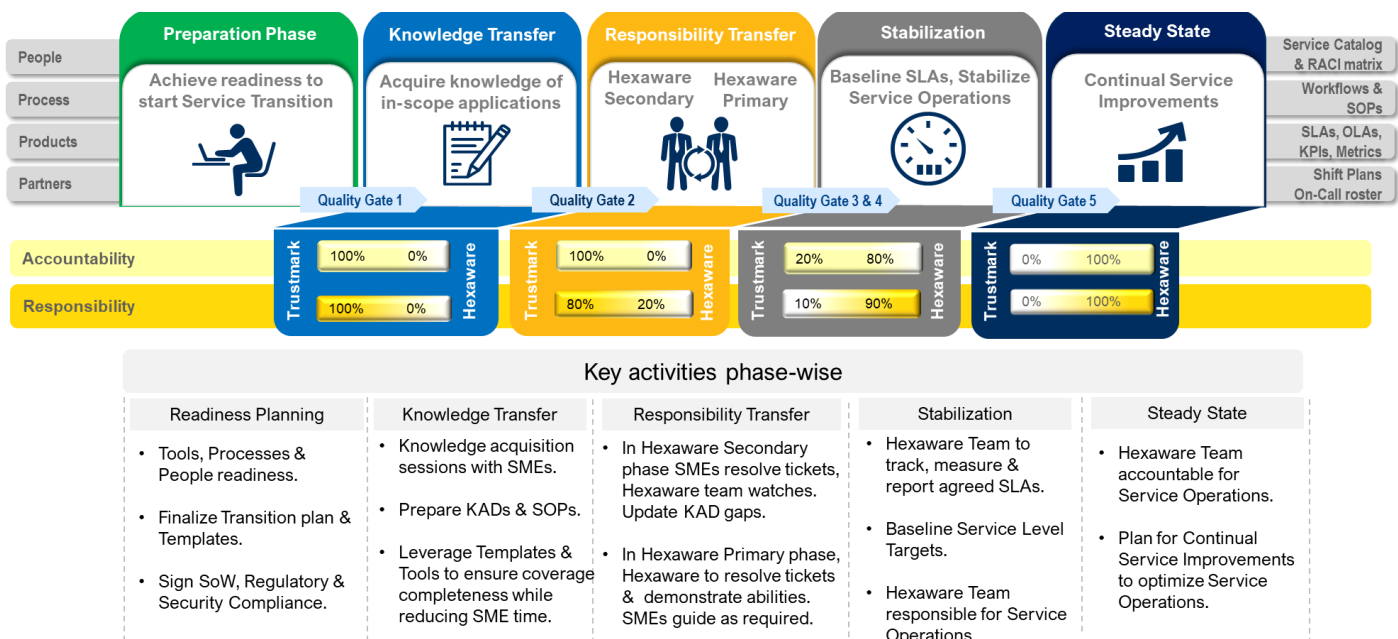 Preparation Phase
Knowledge Transfer
Responsibility Transfer
Stabilization
Steady State
People
Process
Products
Partners
Achieve readiness to
start Service Transition
Acquire knowledge of
in-scope applications
Hexaware
Secondary
Hexaware
Primary
Baseline SLAs, Stabilize
Service Operations
Continual Service
Improvements
Service Catalog
& RACI matrix
Workflows &
SOPs
SLAs, OLAs,
KPIs, Metrics
Shift Plans
On-Call roster
Quality Gate 1
Quality Gate 2
Quality Gate 3 & 4
Quality Gate 5
Accountability
Responsibility
Trustmark
100% 0%
100% 0%
Hexaware
Trustmark
100% 0%
80% 20%
Hexaware
Trustmark
20% 80%
10% 90%
Hexaware
Trustmark
0% 100%
0% 100%
Hexaware
Key activities phase-wise
Readiness Planning
• Tools, Processes &
People readiness.
• Finalize Transition plan &
Templates.
• Sign SoW, Regulatory &
Security Compliance.
Knowledge Transfer
• Knowledge acquisition
sessions with SMEs.
• Prepare KADs & SOPs.
• Leverage Templates &
Tools to ensure coverage
completeness while
reducing SME time.
Responsibility Transfer
• In Hexaware Secondary
phase SMEs resolve tickets,
Hexaware team watches.
Update KAD gaps.
• In Hexaware Primary phase,
Hexaware to resolve tickets
& demonstrate abilities.
SMEs guide as required.
Stabilization
• Hexaware Team to
track, measure &
report agreed SLAs.
• Baseline Service Level
Targets.
• Hexaware Team
responsible for Service
Operations
Steady State
• Hexaware Team
accountable for
Service Operations.
• Plan for Continual
Service Improvements
to optimize Service
Operations.